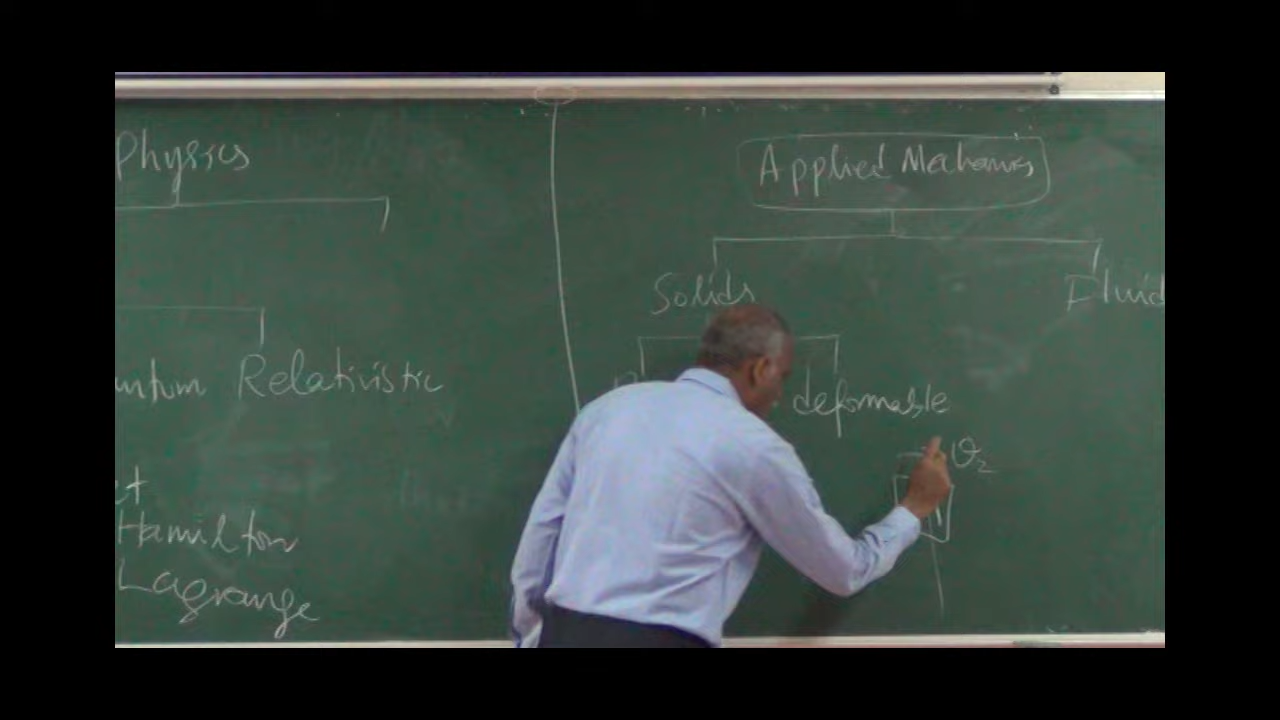 Physics
Relativistic
Hamilton
Lagrange
Applied Mechanics
Solids
Fluid
deformable